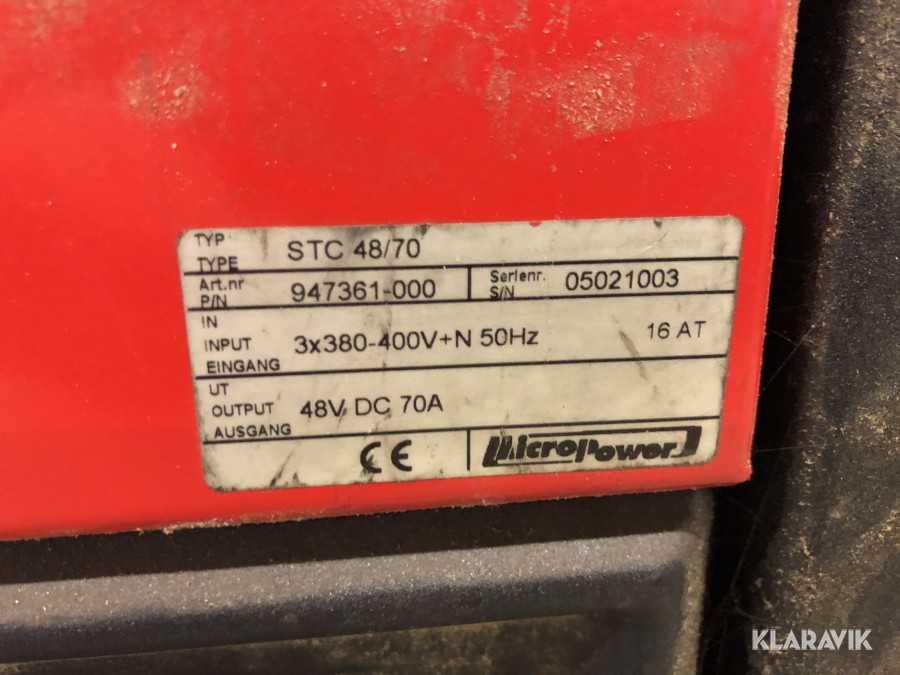 TYP
TYPE STC 48/70
Art.nr Serienr.
P/N 947361-000 S/N 05021003
IN
INPUT 3x380-400V+N 50Hz 16 AT
EINGANG
UT
OUTPUT 48V DC 70A
AUSGANG
CE MicroPower
KLARAVIK